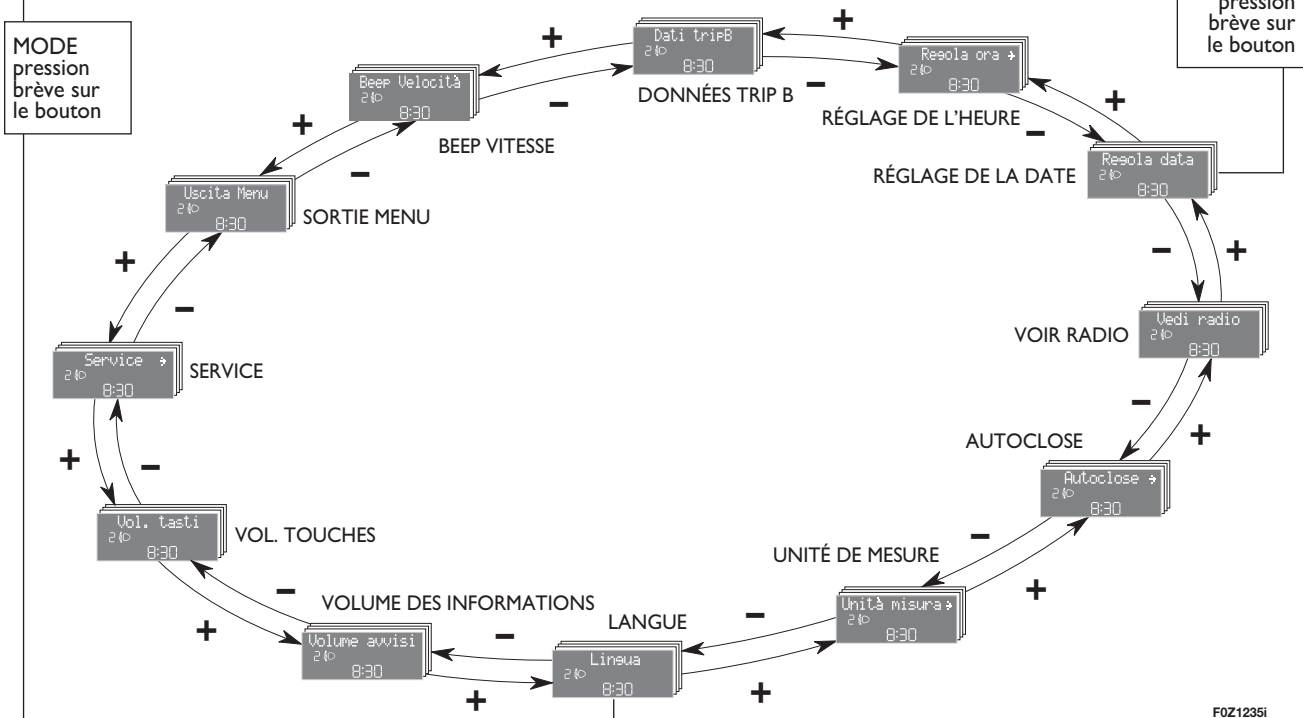 MODE
pression
brève sur
le bouton
pression
brève sur
le bouton
Dati tripB
8:30
DONNÉES TRIP B
Regola ora
8:30
RÉGLAGE DE L'HEURE
Beep Velocità
8:30
BEEP VITESSE
Regola data
8:30
RÉGLAGE DE LA DATE
Uscita Menu
8:30
SORTIE MENU
Vedi radio
8:30
VOIR RADIO
Service
8:30
SERVICE
Autoclose
8:30
AUTOCLOSE
Vol. tasti
8:30
VOL. TOUCHES
Unità misura
8:30
UNITÉ DE MESURE
Volume avvisi
8:30
VOLUME DES INFORMATIONS
Lingua
8:30
LANGUE
+
-
+
-
+
-
+
-
+
-
+
-
+
-
+
-
+
-
+
-
+
-
+
-
F0Z1235i